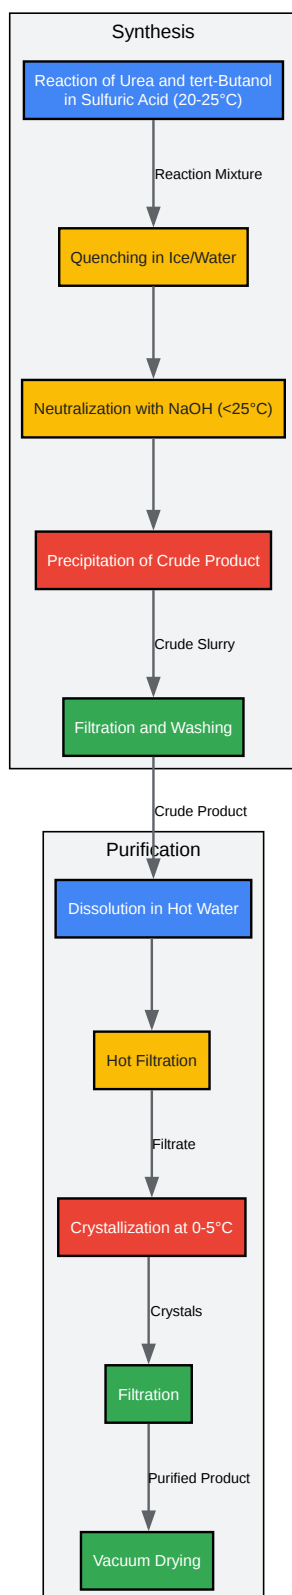 Synthesis
Reaction of Urea and tert-Butanol
in Sulfuric Acid (20-25°C)
Reaction Mixture
Quenching in Ice/Water
Neutralization with NaOH (<25°C)
Precipitation of Crude Product
Crude Slurry
Filtration and Washing
Crude Product
Purification
Dissolution in Hot Water
Hot Filtration
Filtrate
Crystallization at 0-5°C
Crystals
Filtration
Purified Product
Vacuum Drying